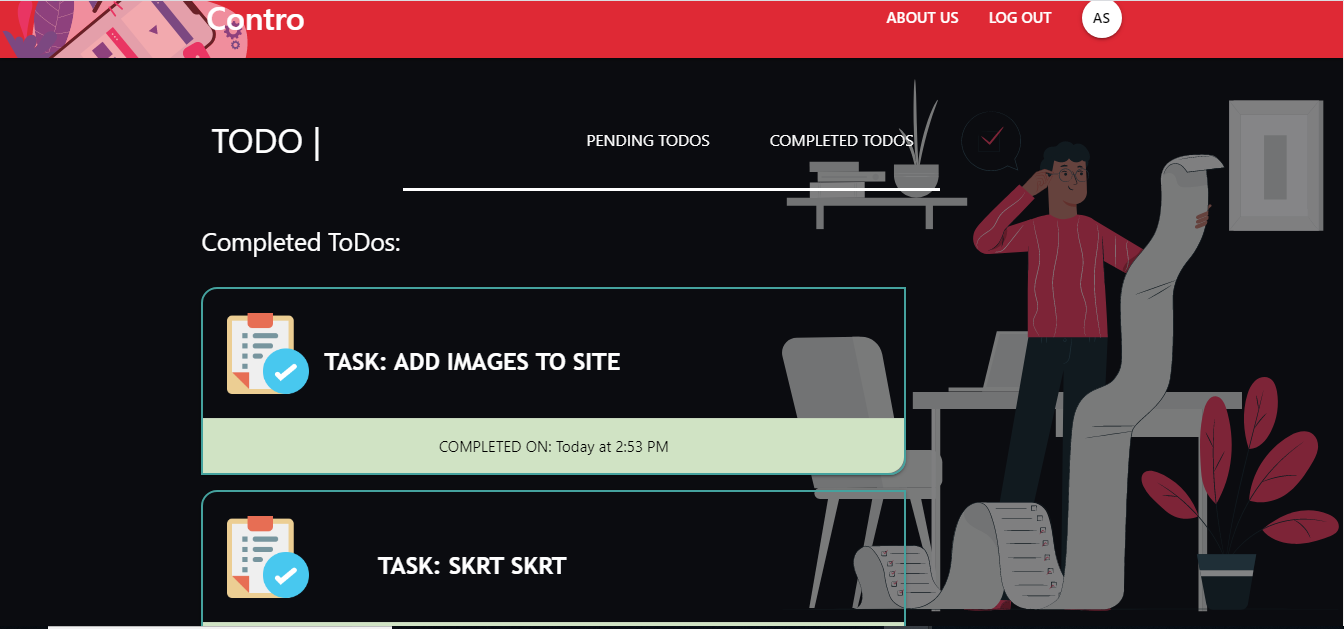 Contro
ABOUT US LOG OUT AS
TODO |
PENDING TODOS COMPLETED TODOS
Completed ToDos:
TASK: ADD IMAGES TO SITE
COMPLETED ON: Today at 2:53 PM
TASK: SKRT SKRT